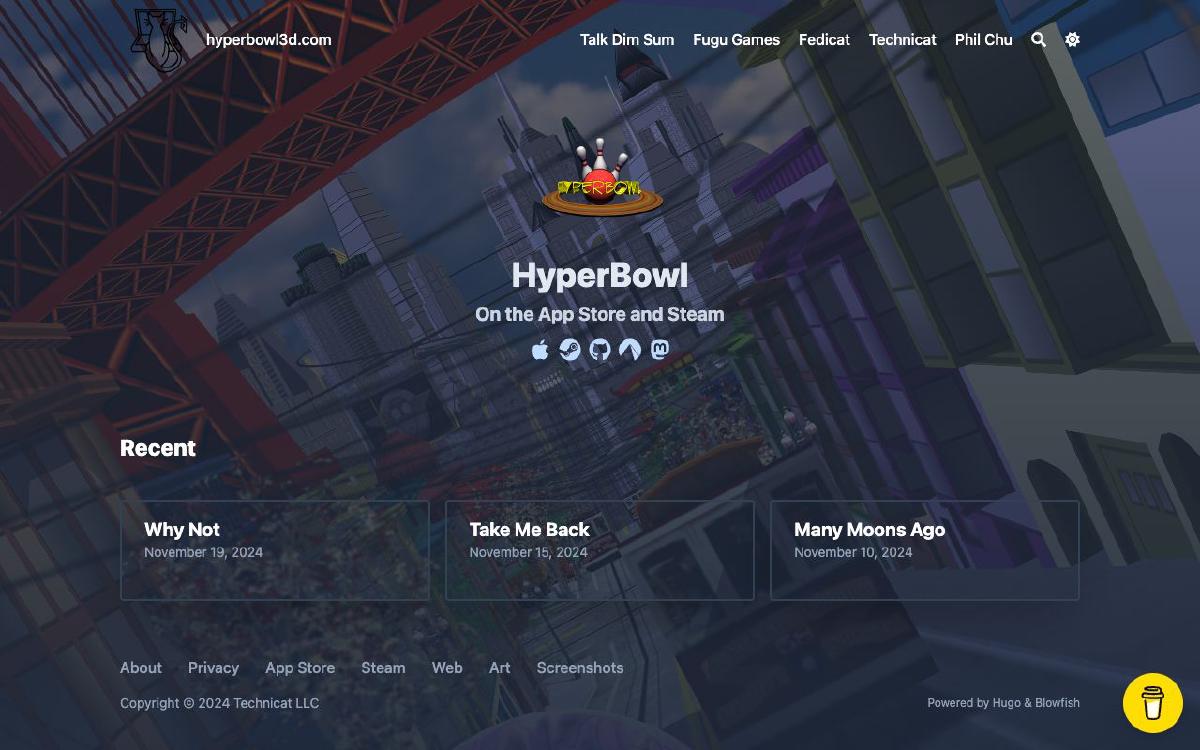 hyperbowl3d.com Talk Dim Sum Fugu Games Fedicat Technicat Phil Chu
HYPERBOWL
HyperBowl
On the App Store and Steam
Recent
Why Not
November 19, 2024
Take Me Back
November 15, 2024
Many Moons Ago
November 10, 2024
About Privacy App Store Steam Web Art Screenshots
Copyright © 2024 Technicat LLC
Powered by Hugo & Blowfish